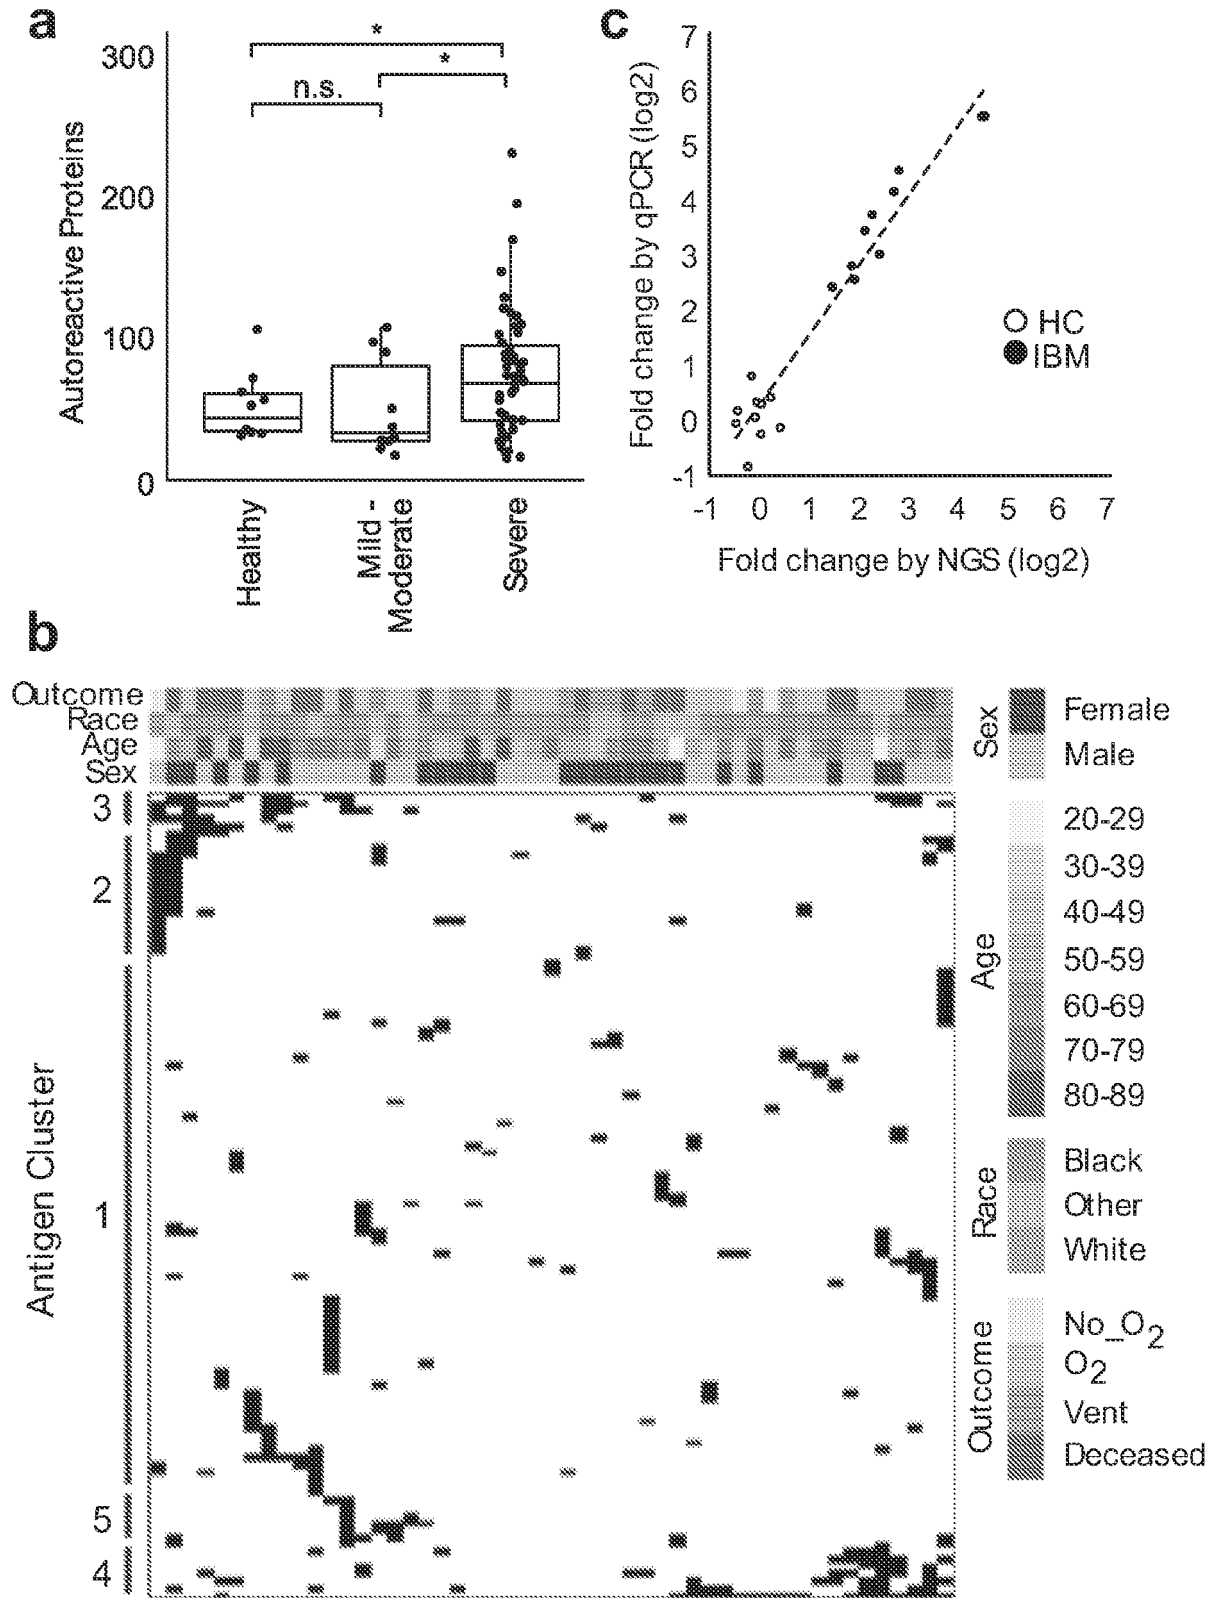 a
300
200
100
0
Autoreactive Proteins
*
*
n.s.
Healthy
Mild -
Moderate
Severe
c
7
6
5
4
3
2
1
0
-1
Fold change by qPCR (log2)
HC
IBM
-1 0 1 2 3 4 5 6 7
Fold change by NGS (log2)
b
Outcome
Race
Age
Sex
3
2
1
5
4
Antigen Cluster
Sex
Female
Male
Age
20-29
30-39
40-49
50-59
60-69
70-79
80-89
Race
Black
Other
White
Outcome
No_O2
O2
Vent
Deceased